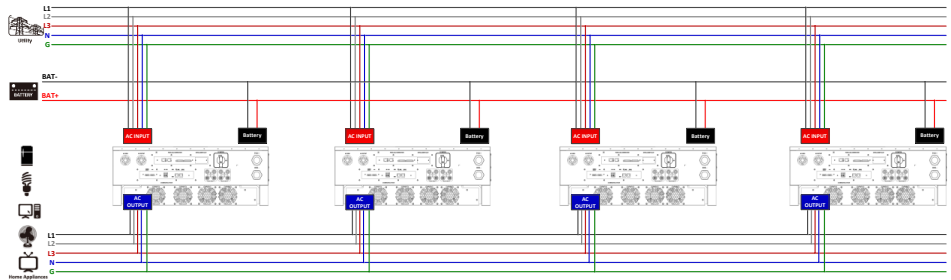 L1
L2
L3
N
G
Utility
BAT-
BATTERY
BAT+
AC INPUT
Battery
AC INPUT
Battery
AC INPUT
Battery
AC INPUT
Battery
AC
OUTPUT
AC
OUTPUT
AC
OUTPUT
AC
OUTPUT
L1
L2
L3
N
G
Home Appliances